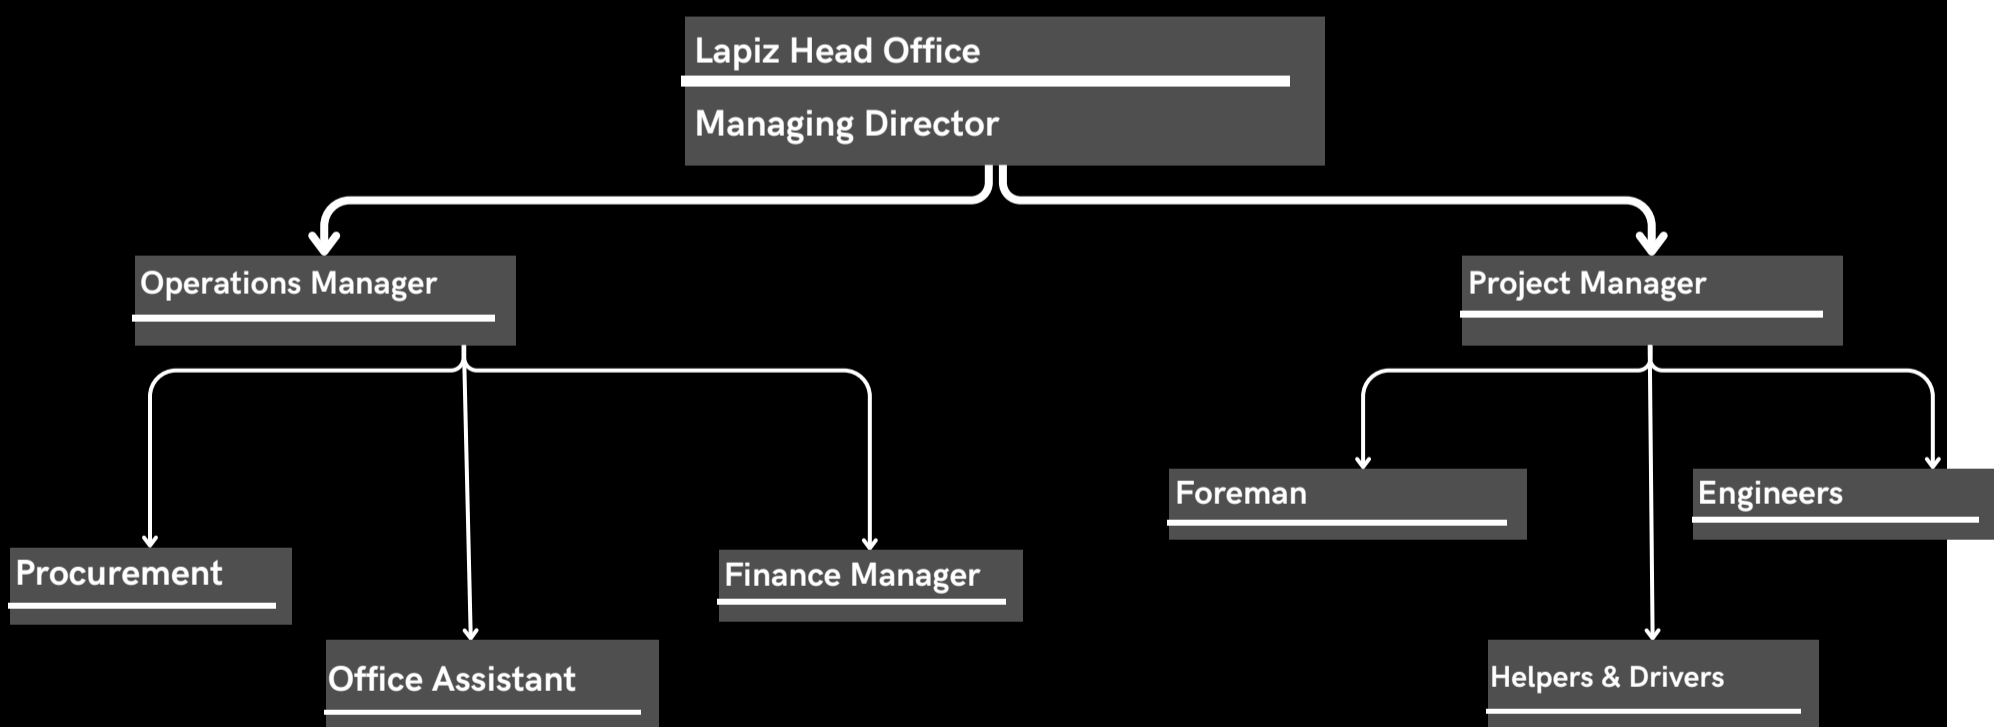 Lapiz Head Office
Managing Director
Operations Manager
Project Manager
Foreman
Engineers
Procurement
Finance Manager
Office Assistant
Helpers & Drivers